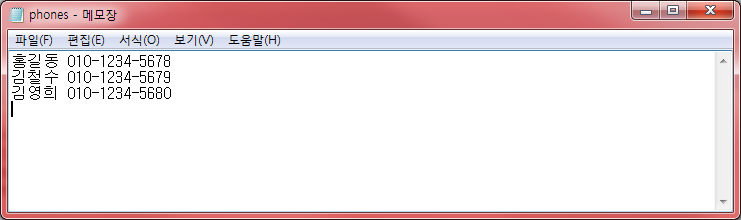 phones - 메모장
파일(F) 편집(E) 서식(O) 보기(V) 도움말(H)
홍길동 010-1234-5678
김철수 010-1234-5679
김영희 010-1234-5680